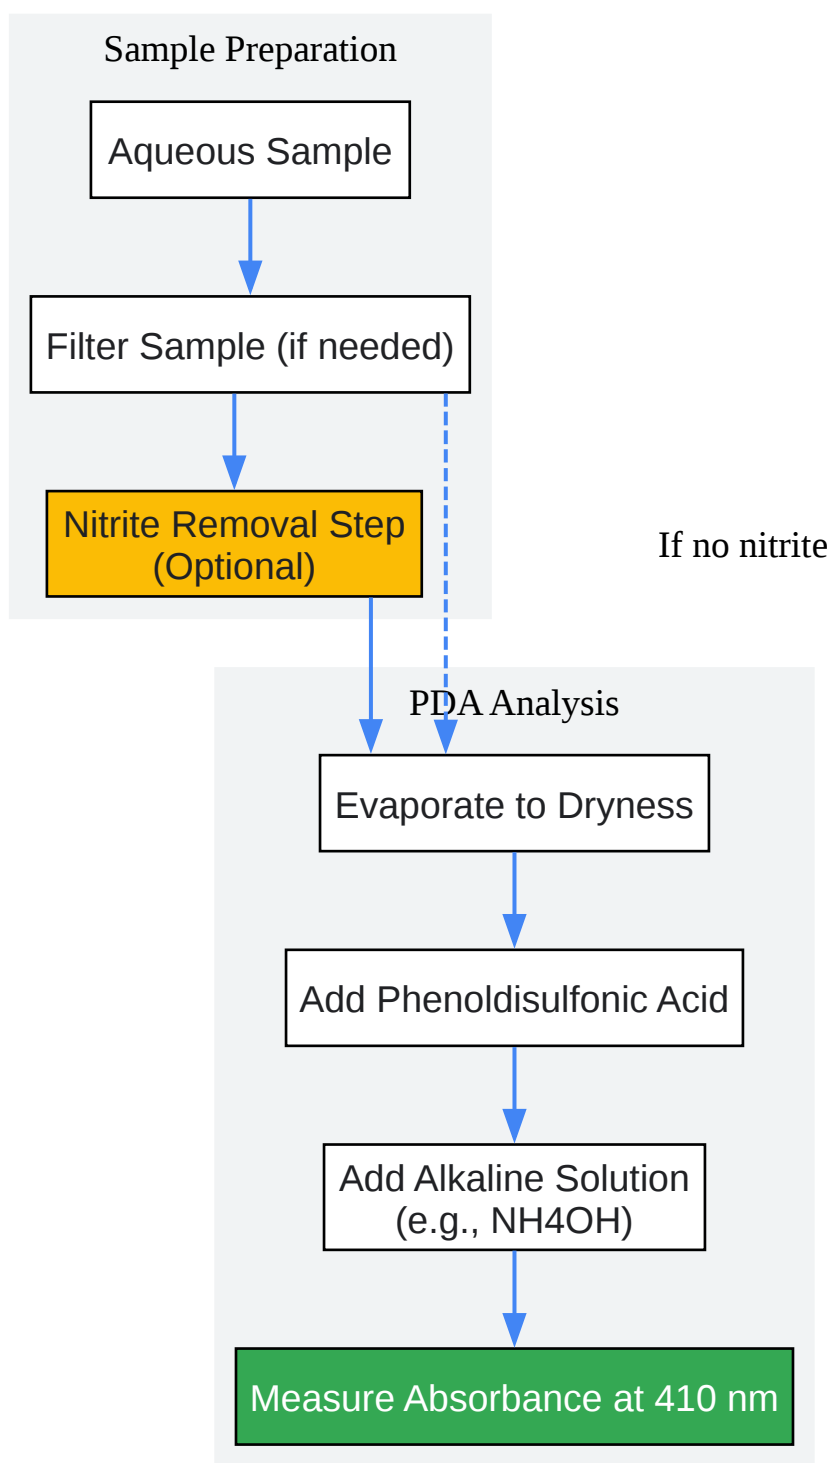 Sample Preparation
Aqueous Sample
Filter Sample (if needed)
Nitrite Removal Step
(Optional)
If no nitrite
PDA Analysis
Evaporate to Dryness
Add Phenoldisulfonic Acid
Add Alkaline Solution
(e.g., NH4OH)
Measure Absorbance at 410 nm